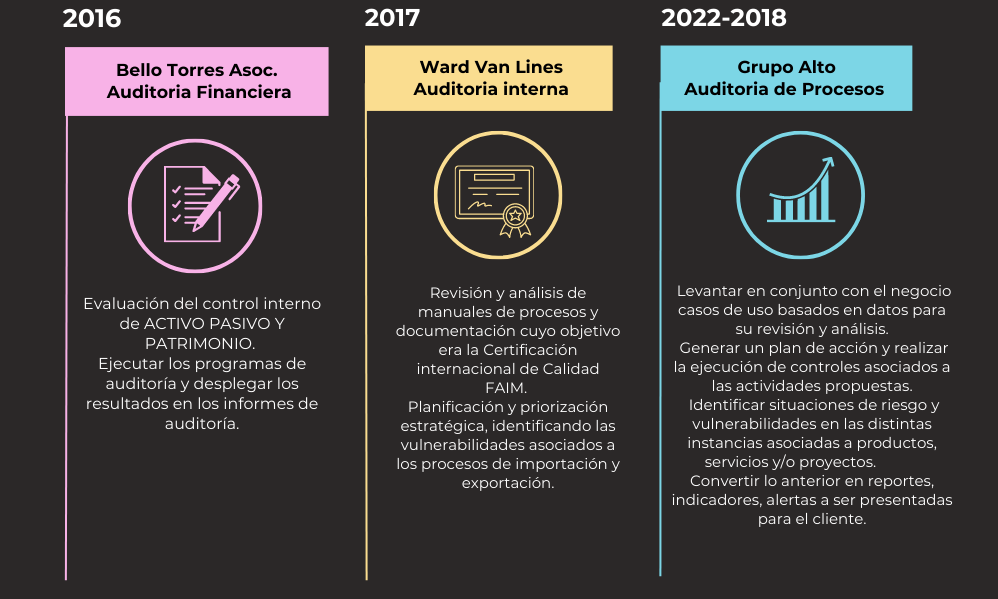 2016
Bello Torres Asoc.
Auditoria Financiera
Evaluación del control interno
de ACTIVO PASIVO Y
PATRIMONIO.
Ejecutar los programas de
auditoría y desplegar los
resultados en los informes de
auditoría.
2017
Ward Van Lines
Auditoria interna
Revisión y análisis de
manuales de procesos y
documentación cuyo objetivo
era la Certificación
internacional de Calidad
FAIM.
Planificación y priorización
estratégica, identificando las
vulnerabilidades asociados a
los procesos de importación y
exportación.
2022-2018
Grupo Alto
Auditoria de Procesos
Levantar en conjunto con el negocio
casos de uso basados en datos para
su revisión y análisis.
Generar un plan de acción y realizar
la ejecución de controles asociados a
las actividades propuestas.
Identificar situaciones de riesgo y
vulnerabilidades en las distintas
instancias asociadas a productos,
servicios y/o proyectos.
Convertir lo anterior en reportes,
indicadores, alertas a ser presentadas
para el cliente.